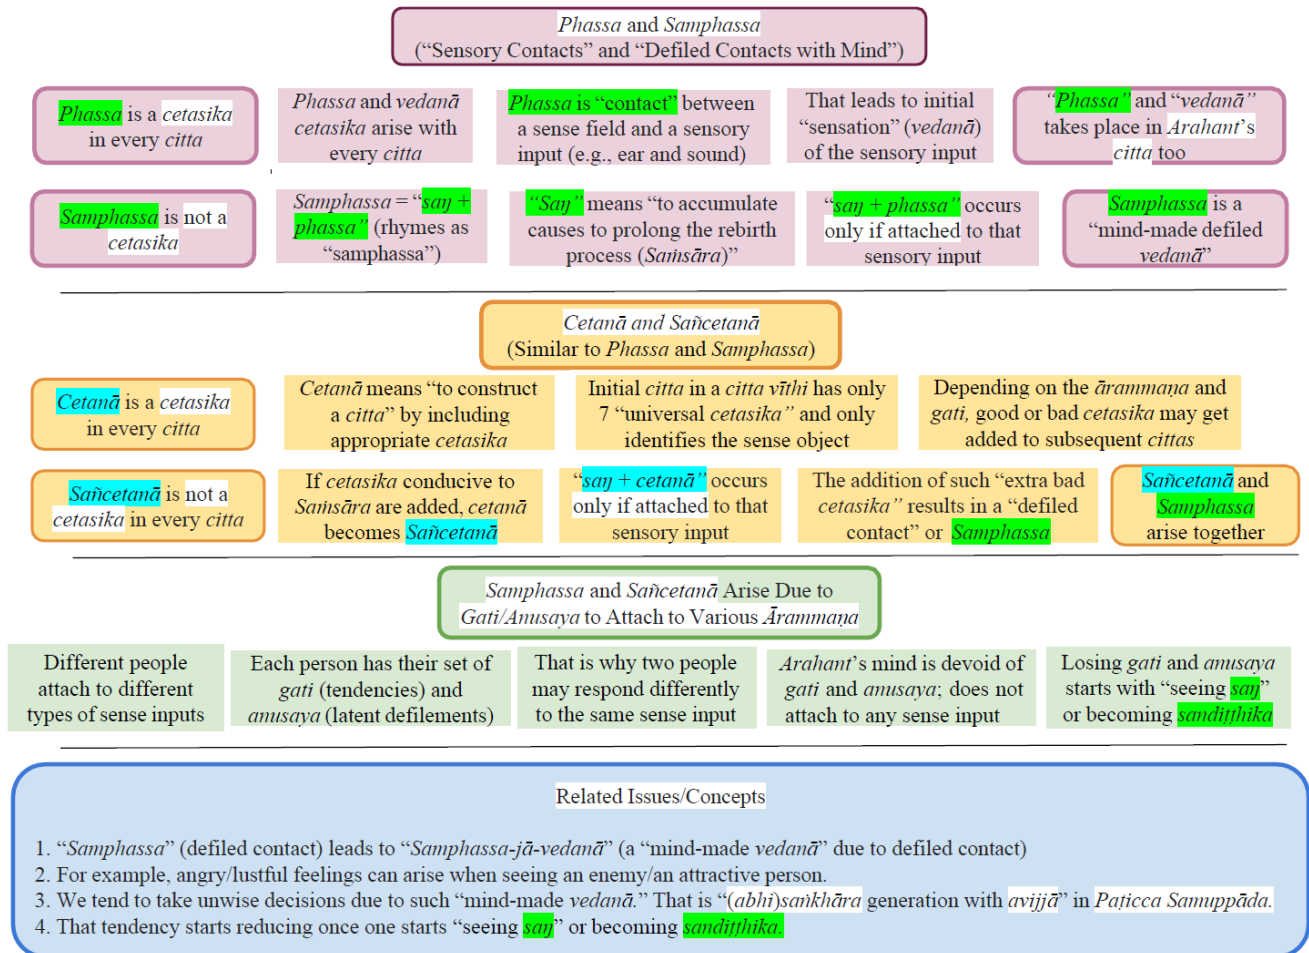 Phassa and Samphassa
(“Sensory Contacts” and “Defiled Contacts with Mind”)
Phassa is a cetasika
in every citta
Phassa and vedanā
cetasika arise with
every citta
Phassa is “contact” between
a sense field and a sensory
input (e.g., ear and sound)
That leads to initial
“sensation” (vedanā)
of the sensory input
“Phassa” and “vedanā”
takes place in Arahant’s
citta too
Samphassa is not a
cetasika
Samphassa = “saŋ +
phassa” (rhymes as
“samphassa”)
“Saŋ” means “to accumulate
causes to prolong the rebirth
process (Saṁsāra)”
“saŋ + phassa” occurs
only if attached to that
sensory input
Samphassa is a
“mind-made defiled
vedanā”
Cetanā and Sañcetanā
(Similar to Phassa and Samphassa)
Cetanā is a cetasika
in every citta
Cetanā means “to construct
a citta” by including
appropriate cetasika
Initial citta in a citta vīthi has only
7 “universal cetasika” and only
identifies the sense object
Depending on the ārammaṇa and
gati, good or bad cetasika may get
added to subsequent cittas
Sañcetanā is not a
cetasika in every citta
If cetasika conducive to
Saṁsāra are added, cetanā
becomes Sañcetanā
“saŋ + cetanā” occurs
only if attached to that
sensory input
The addition of such “extra bad
cetasika” results in a “defiled
contact” or Samphassa
Sañcetanā and
Samphassa
arise together
Samphassa and Sañcetanā Arise Due to
Gati/Anusaya to Attach to Various Ārammaṇa
Different people
attach to different
types of sense inputs
Each person has their set of
gati (tendencies) and
anusaya (latent defilements)
That is why two people
may respond differently
to the same sense input
Arahant’s mind is devoid of
gati and anusaya; does not
attach to any sense input
Losing gati and anusaya
starts with “seeing saŋ”
or becoming sandiṭṭhika
Related Issues/Concepts
1. “Samphassa” (defiled contact) leads to “Samphassa-jā-vedanā” (a “mind-made vedanā” due to defiled contact)
2. For example, angry/lustful feelings can arise when seeing an enemy/an attractive person.
3. We tend to take unwise decisions due to such “mind-made vedanā.” That is “(abhi)saṅkhāra generation with avijjā” in Paṭicca Samuppāda.
4. That tendency starts reducing once one starts “seeing saŋ” or becoming sandiṭṭhika.